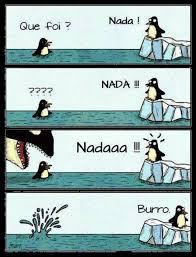 Que foi ?
Nada !
????
NADA !!!
Nadaaa !!!
Burro.